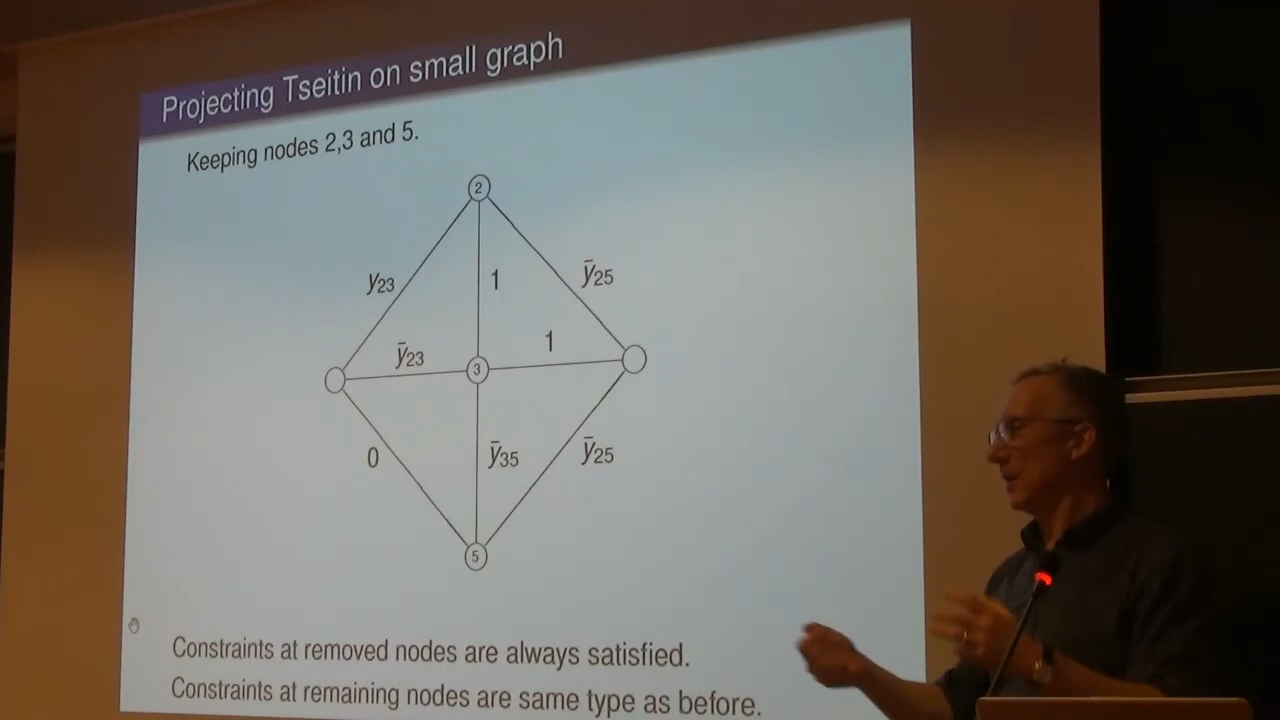 Projecting Tseitin on small graph
Keeping nodes 2,3 and 5.
2
y23
1
ȳ25
ȳ23
3
1
0
ȳ35
ȳ25
5
Constraints at removed nodes are always satisfied.
Constraints at remaining nodes are same type as before.